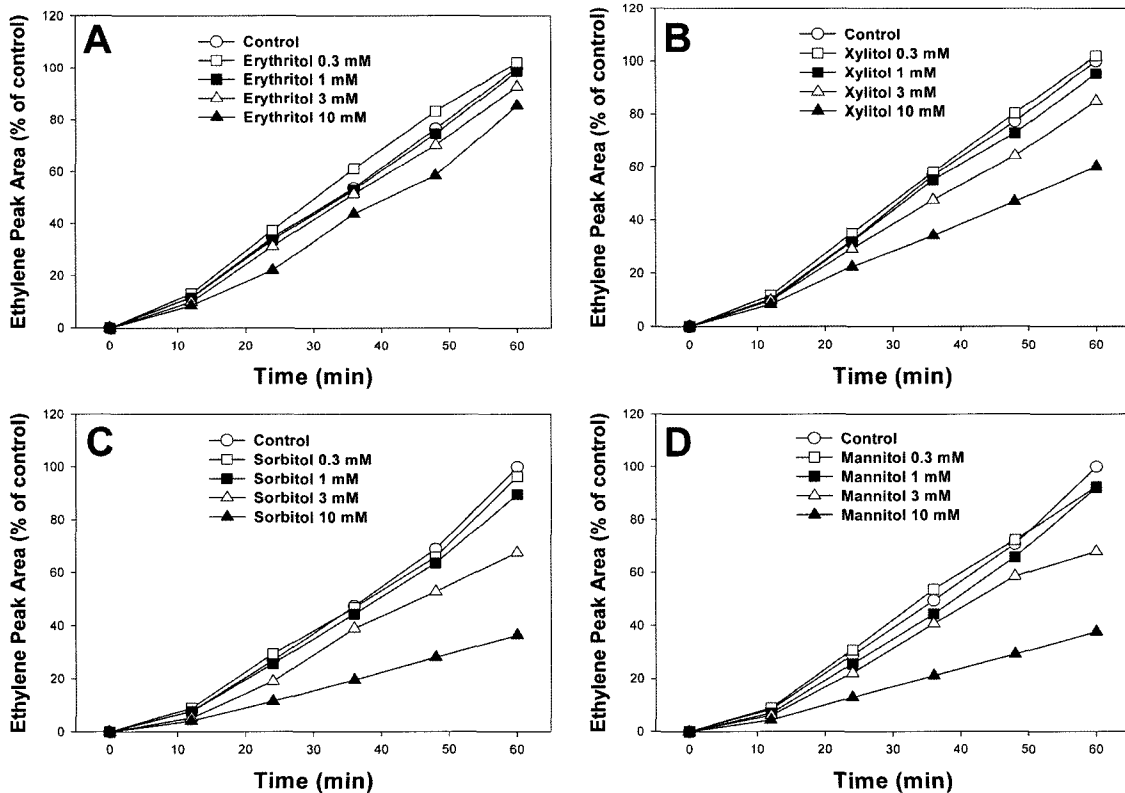 A
Ethylene Peak Area (% of control)
120
100
80
60
40
20
0
Control
Erythritol 0.3 mM
Erythritol 1 mM
Erythritol 3 mM
Erythritol 10 mM
0 10 20 30 40 50 60
Time (min)
B
Ethylene Peak Area (% of control)
120
100
80
60
40
20
0
Control
Xylitol 0.3 mM
Xylitol 1 mM
Xylitol 3 mM
Xylitol 10 mM
0 10 20 30 40 50 60
Time (min)
C
Ethylene Peak Area (% of control)
120
100
80
60
40
20
0
Control
Sorbitol 0.3 mM
Sorbitol 1 mM
Sorbitol 3 mM
Sorbitol 10 mM
0 10 20 30 40 50 60
Time (min)
D
Ethylene Peak Area (% of control)
120
100
80
60
40
20
0
Control
Mannitol 0.3 mM
Mannitol 1 mM
Mannitol 3 mM
Mannitol 10 mM
0 10 20 30 40 50 60
Time (min)